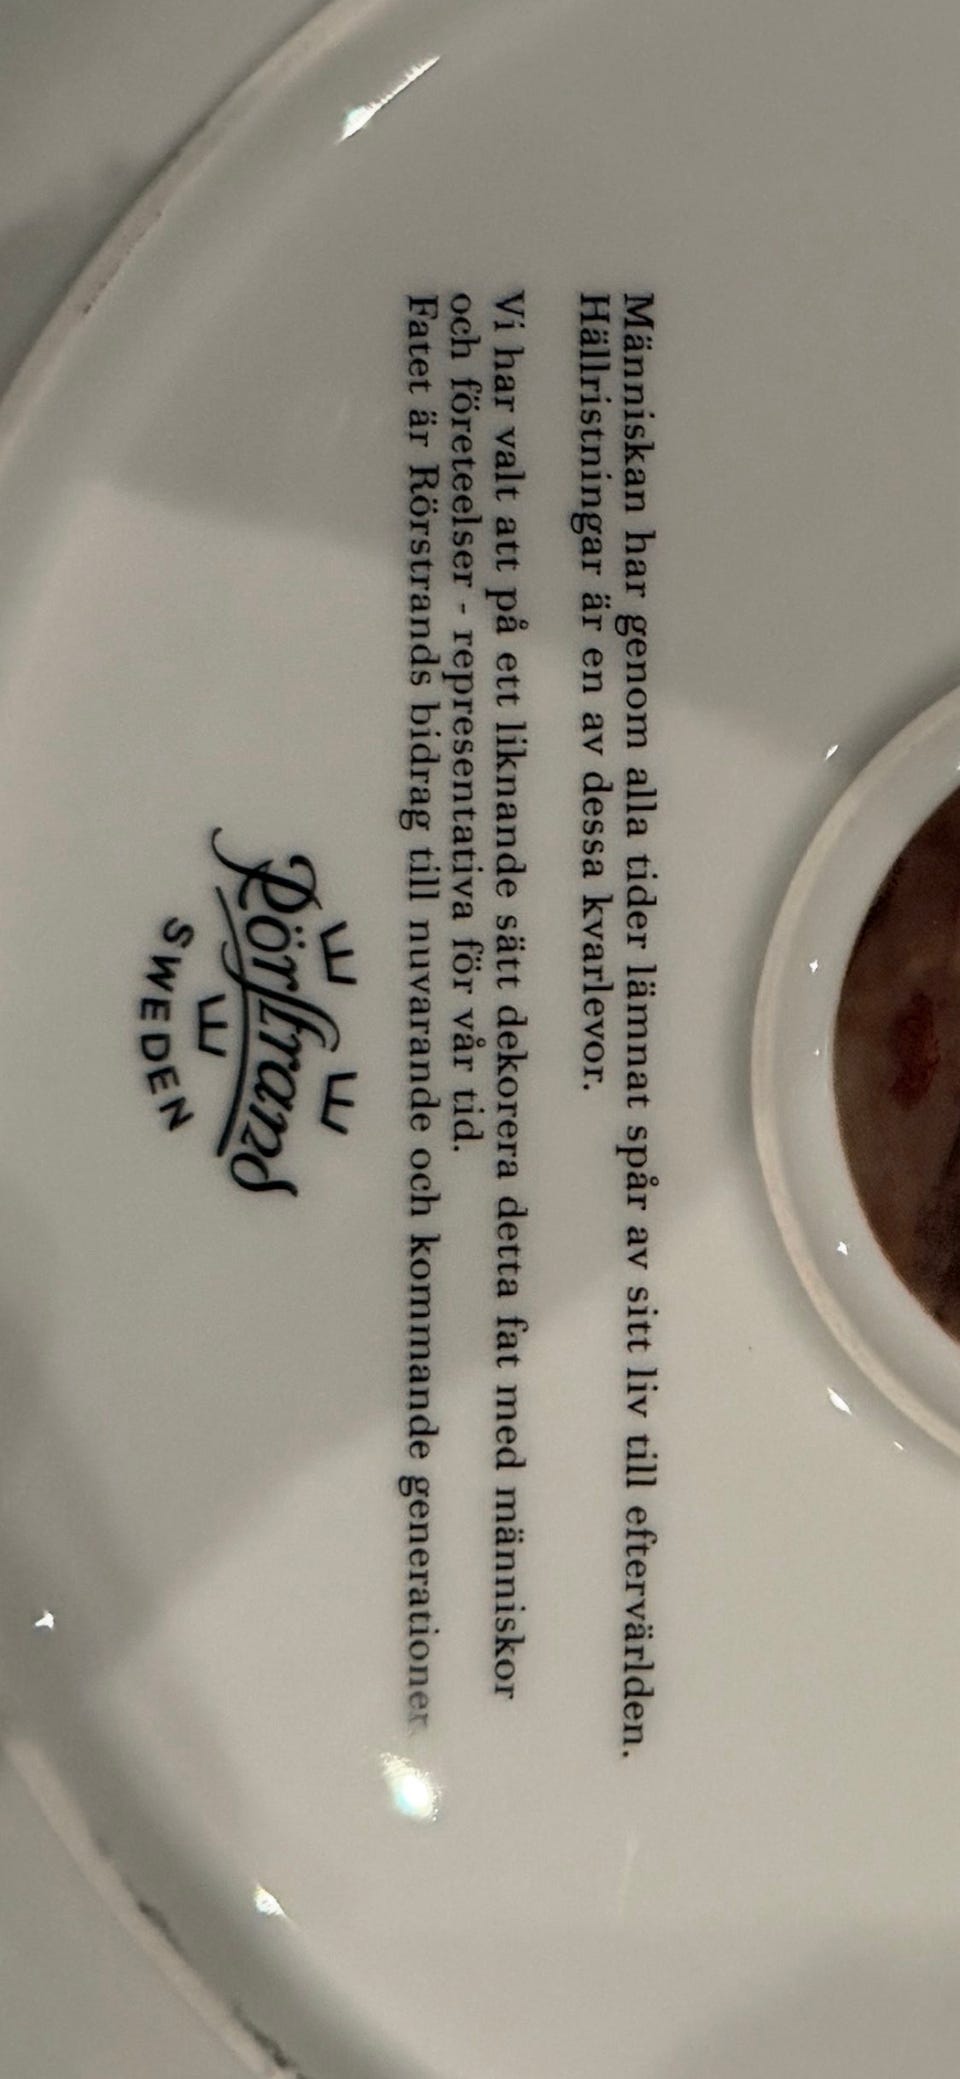 Människan har genom alla tider lämnat spår av sitt liv till eftervärlden.
Hällristningar är en av dessa kvarlevor.
Vi har valt att på ett liknande sätt dekorera detta fat med människor
och företeelser - representativa för vår tid.
Fatet är Rörstrands bidrag till nuvarande och kommande generationer.
Rörstrand
SWEDEN